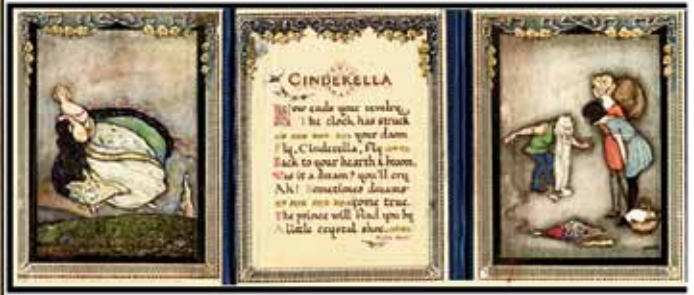 CINDERELLA
Now ends your revelry,
The clock has struck
your doom
Fly, Cinderella, Fly
Back to your hearth & broom.
Was it a dream? you'll cry
Ah! Sometimes dreams
come true.
The prince will find you by
A little crystal shoe.